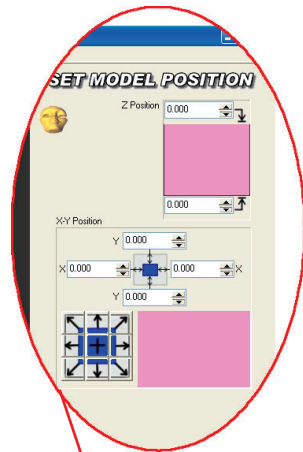 SET MODEL POSITION
Z Position 0.000
0.000
X-Y Position
Y 0.000
X 0.000 0.000 X
Y 0.000